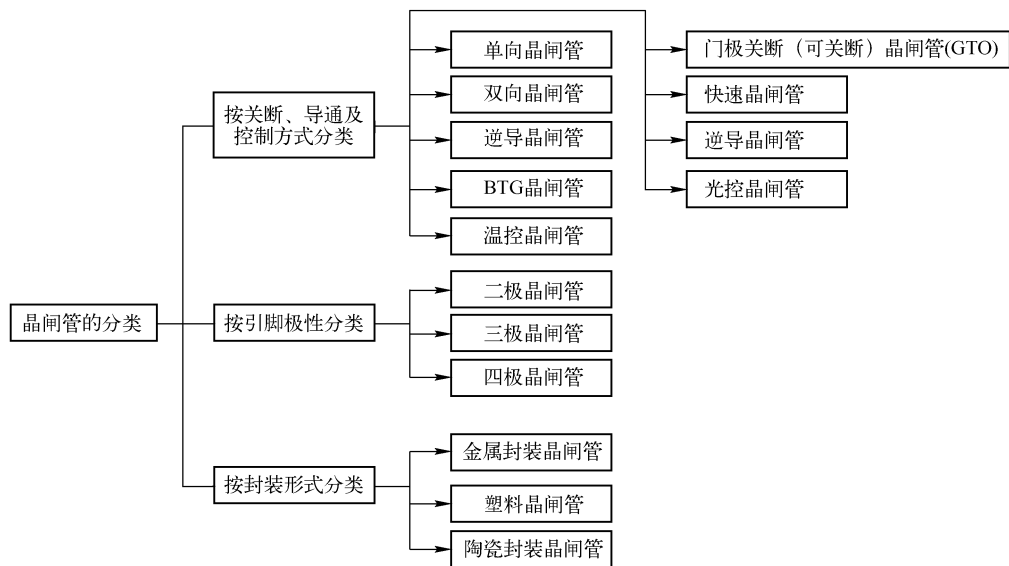 晶闸管的分类
按关断、导通及
控制方式分类
单向晶闸管
双向晶闸管
逆导晶闸管
BTG晶闸管
温控晶闸管
门极关断（可关断）晶闸管(GTO)
快速晶闸管
逆导晶闸管
光控晶闸管
按引脚极性分类
二极晶闸管
三极晶闸管
四极晶闸管
按封装形式分类
金属封装晶闸管
塑料晶闸管
陶瓷封装晶闸管